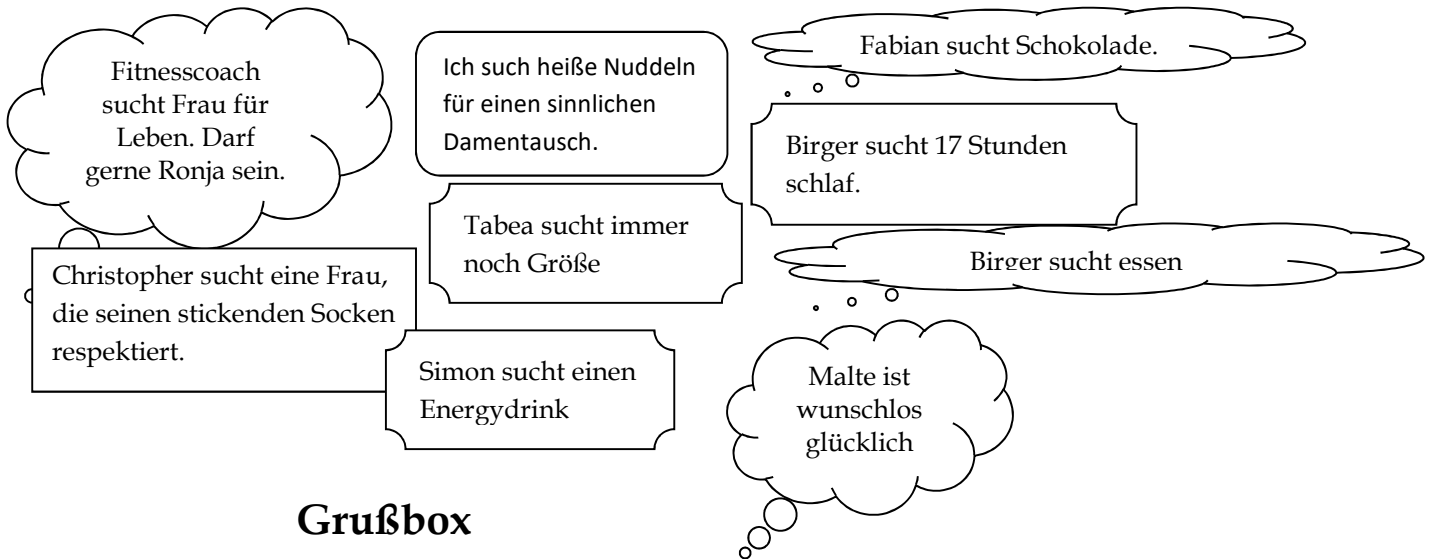 Fitnesscoach
sucht Frau für
Leben. Darf
gerne Ronja sein.
Ich such heiße Nuddeln
für einen sinnlichen
Damentausch.
Fabian sucht Schokolade.
Birger sucht 17 Stunden
schlaf.
Tabea sucht immer
noch Größe
Birger sucht essen
Christopher sucht eine Frau,
die seinen stickenden Socken
respektiert.
Simon sucht einen
Energydrink
Malte ist
wunschlos
glücklich
Grußbox